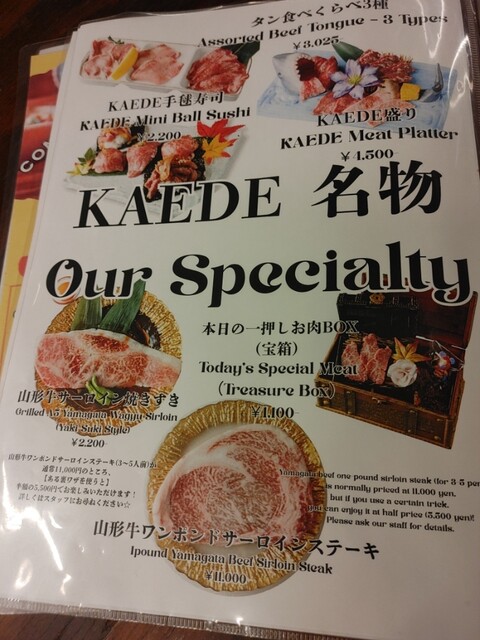 タン食べくらべ3種
Assorted Beef Tongue - 3 Types
￥3,025
KAEDE手毬寿司
KAEDE Mini Ball Sushi
￥2,200
KAEDE盛り
KAEDE Meat Platter
￥4,500
KAEDE 名物
Our Specialty
本日の一押しお肉BOX
(宝箱)
Today's Special Meat
(Treasure Box)
￥1,100
山形牛サーロイン焼きすき
Grilled A5 Yamagata Wagyu Sirloin
(Yaki-Suki Style)
￥2,200
山形牛ワンポンドサーロインステーキ(3〜5人前)が
通常11,000円のところ、
【ある裏ワザを使うと】
半額の5,500円でお楽しみいただけます!
詳しくはスタッフにお尋ねください☆
Yamagata beef one pound sirloin steak (for 3-5 per
is normally priced at 11,000 yen,
but if you use a certain trick,
you can enjoy it at half price (5,500 yen)!
Please ask our staff for details.
山形牛ワンポンドサーロインステーキ
1pound Yamagata Beef Sirloin Steak
￥11,000